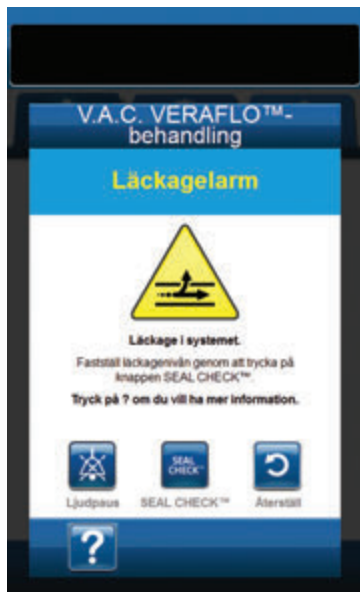 V.A.C. VERAFLO™-
behandling
Läckagelarm
Läckage i systemet.
Fastställ läckagenivån genom att trycka på
knappen SEAL CHECK™.
Tryck på ? om du vill ha mer information.
SEAL
CHECK™
Ljudpaus SEAL CHECK™ Återställ
?